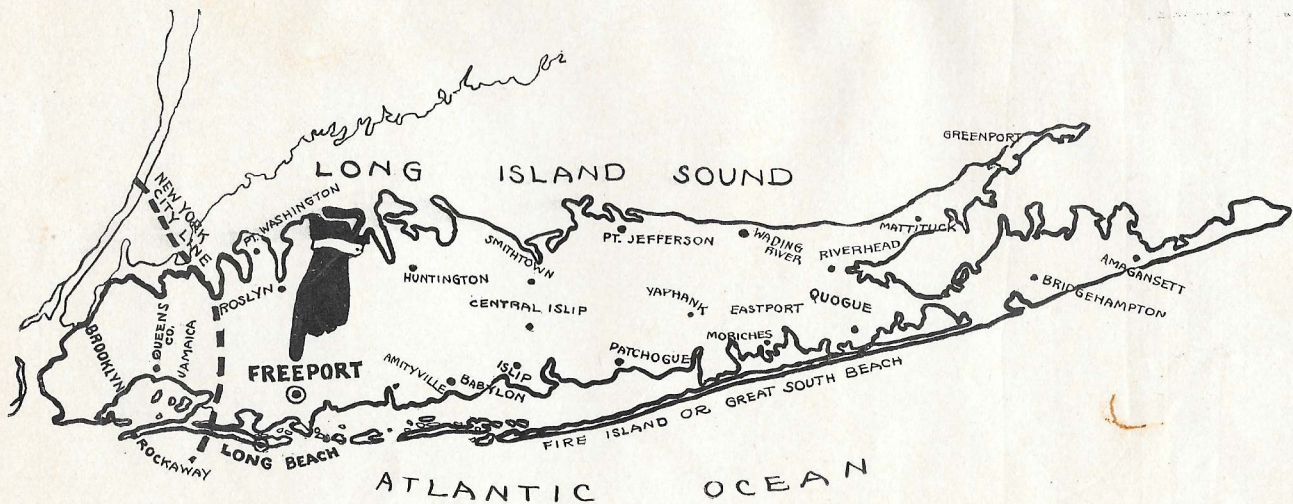 LONG ISLAND SOUND
GREENPORT
NEW YORK
CITY LINE
PT. WASHINGTON
SMITHTOWN
PT. JEFFERSON
WADING
RIVER
MATTITUCK
RIVERHEAD
AMAGANSETT
BRIDGEHAMPTON
HUNTINGTON
ROSLYN
CENTRAL ISLIP
YAPHANK
EASTPORT
QUOGUE
MORICHES
BROOKLYN
QUEENS
CO.
JAMAICA
FREEPORT
AMITYVILLE
BABYLON
ISLIP
PATCHOGUE
FIRE ISLAND OR GREAT SOUTH BEACH
LONG BEACH
ROCKAWAY
ATLANTIC OCEAN